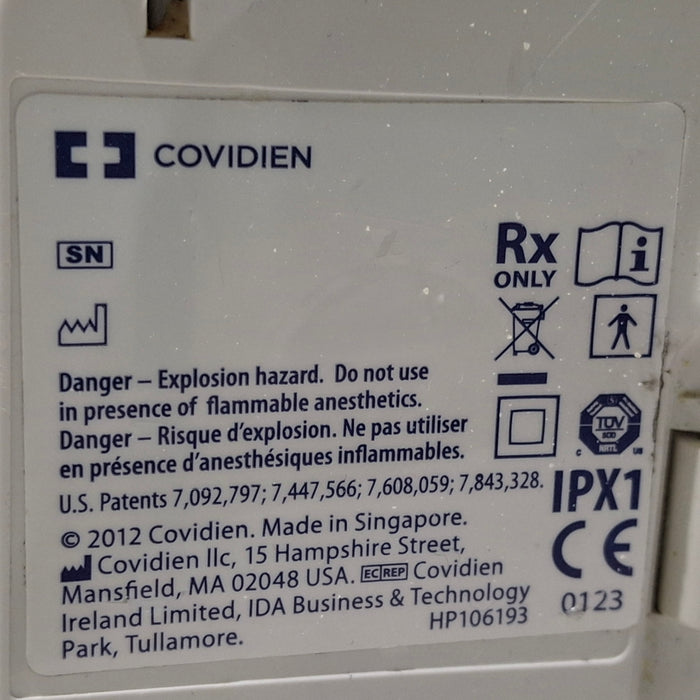 COVIDIEN
SN
Rx
ONLY
Danger – Explosion hazard. Do not use
in presence of flammable anesthetics.
Danger – Risque d'explosion. Ne pas utiliser
en présence d'anesthésiques inflammables.
U.S. Patents 7,092,797; 7,447,566; 7,608,059; 7,843,328.
© 2012 Covidien. Made in Singapore.
Covidien llc, 15 Hampshire Street,
Mansfield, MA 02048 USA. EC REP Covidien
Ireland Limited, IDA Business & Technology
Park, Tullamore.
HP106193
i
TÜV
C US
IPX1
CE
0123